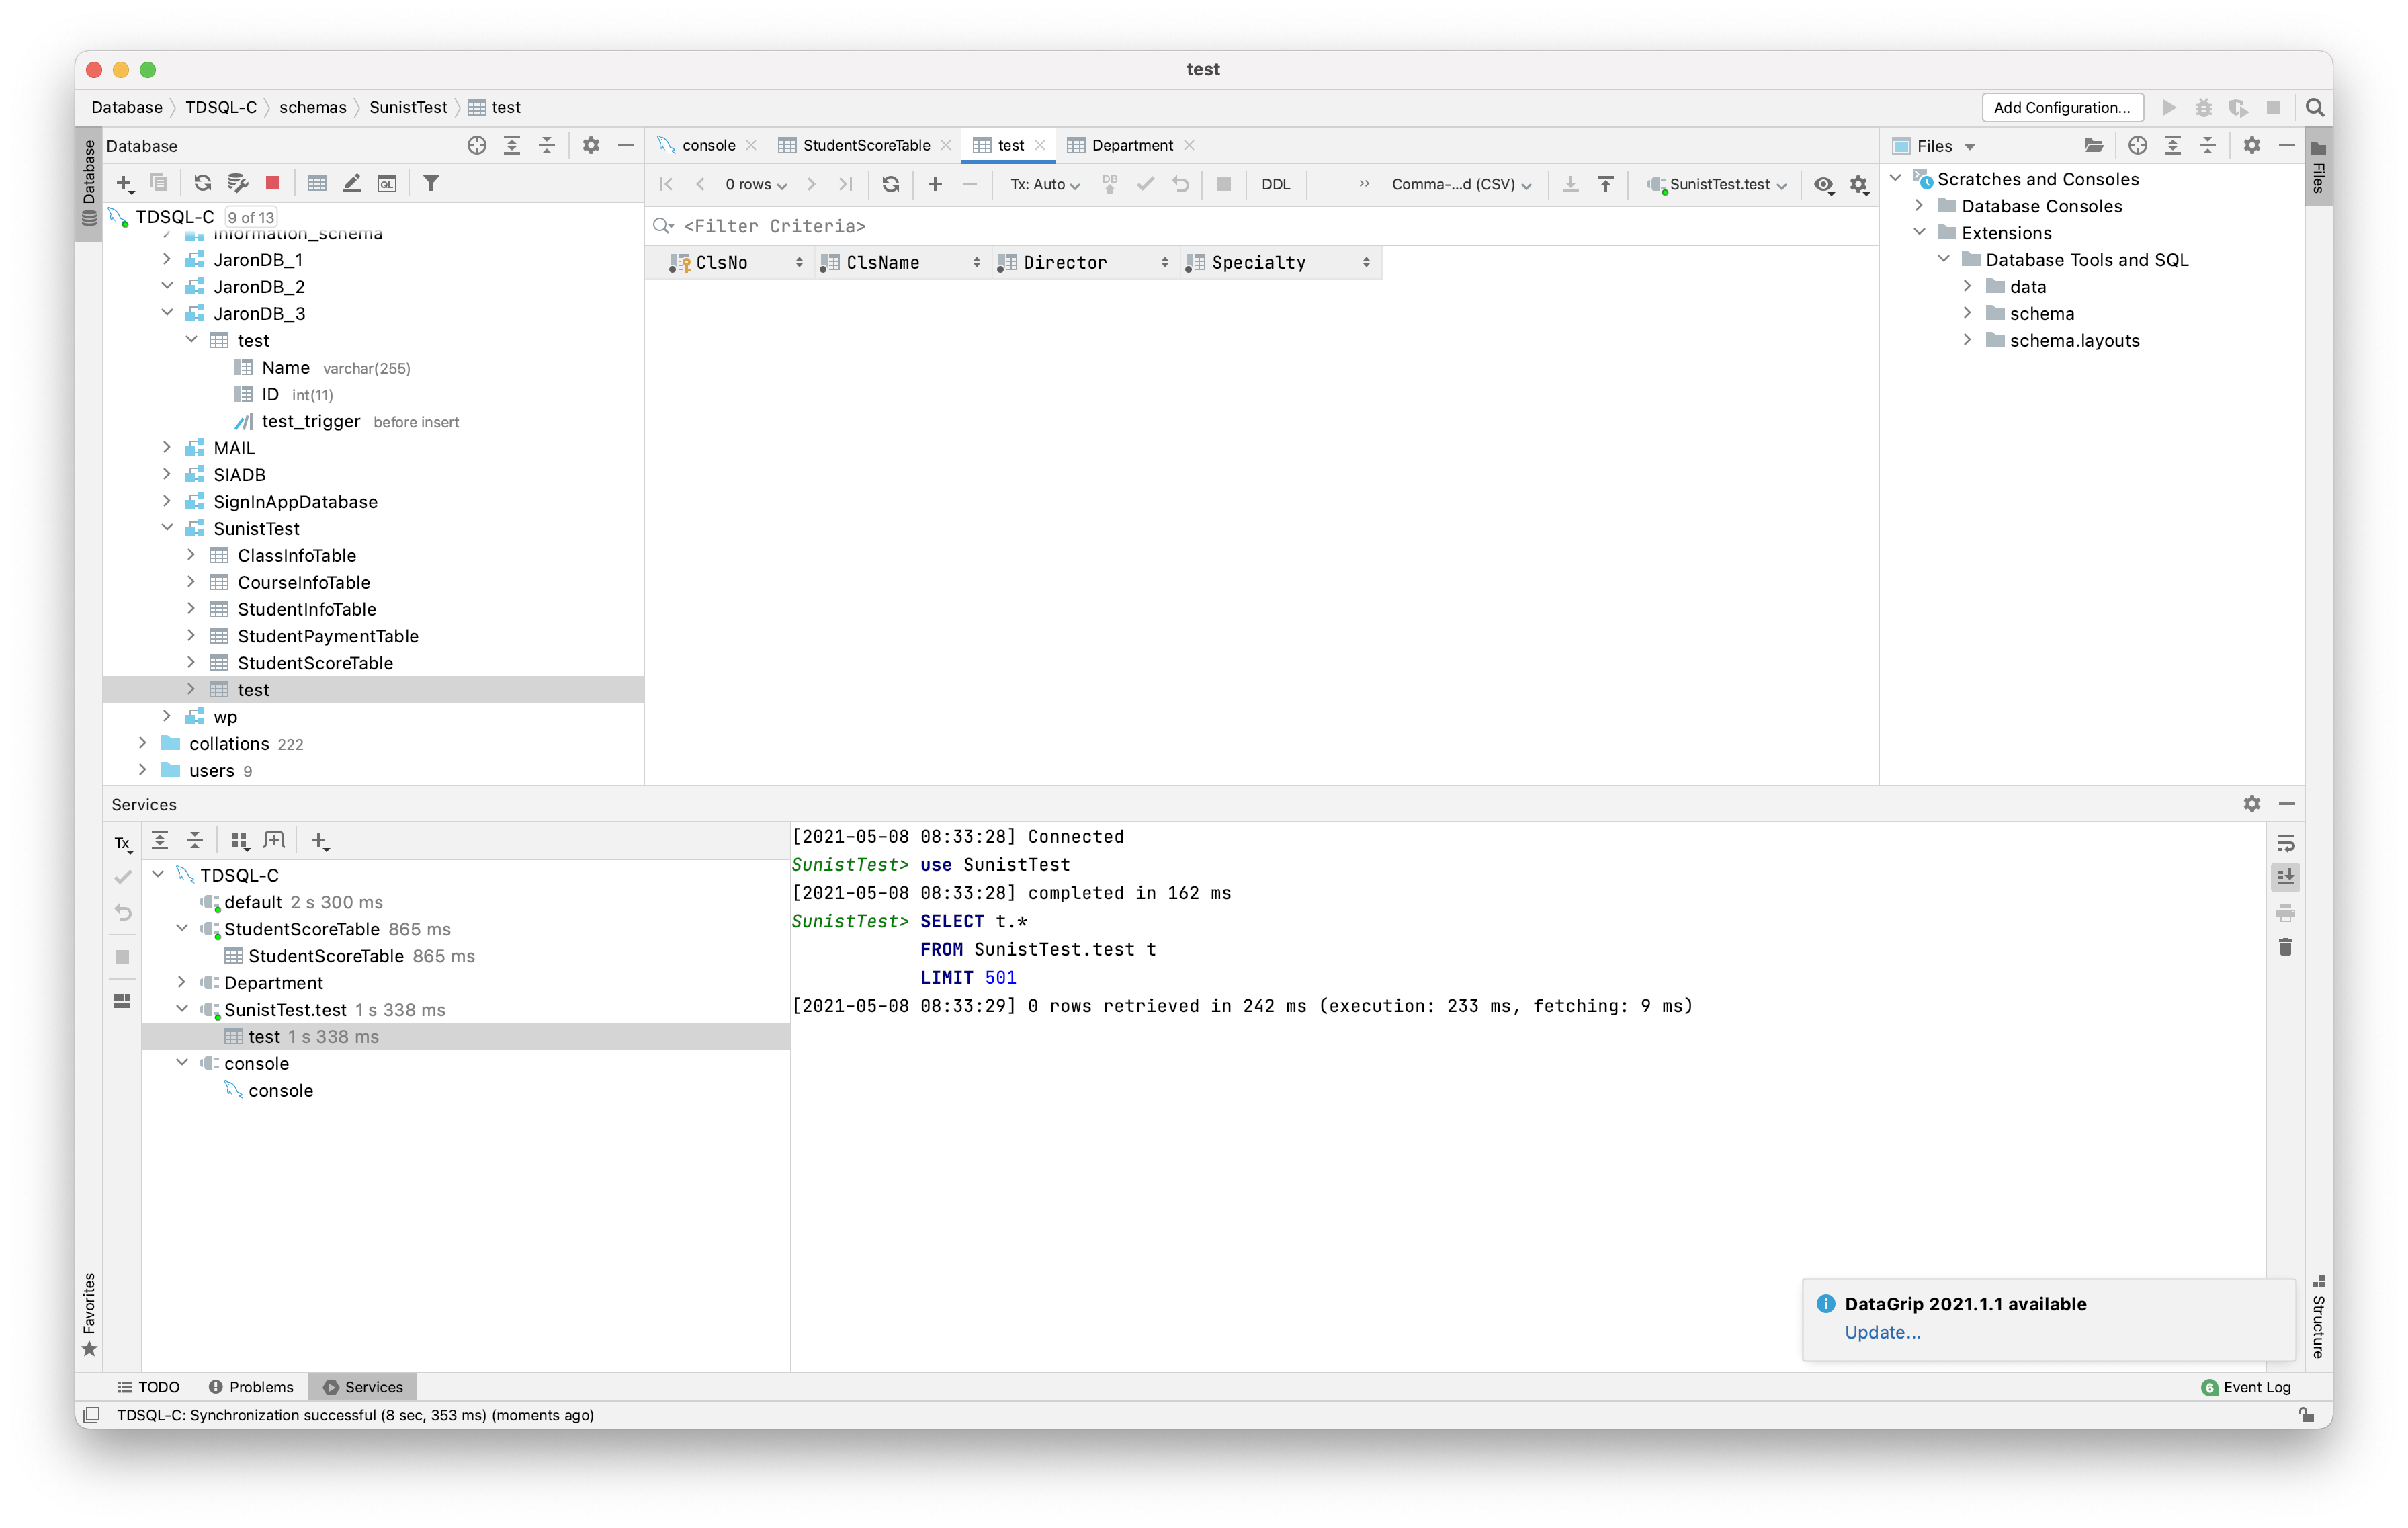 test
Database TDSQL-C schemas SunistTest test
Add Configuration...
Database
Database
TDSQL-C 9 of 13
information_schema
JaronDB_1
JaronDB_2
JaronDB_3
test
Name varchar(255)
ID int(11)
test_trigger before insert
MAIL
SIADB
SignInAppDatabase
SunistTest
ClassInfoTable
CourseInfoTable
StudentInfoTable
StudentPaymentTable
StudentScoreTable
test
wp
collations 222
users 9
console StudentScoreTable test Department
0 rows Tx: Auto DB DDL Comma-...d (CSV) SunistTest.test
<Filter Criteria>
ClsNo ClsName Director Specialty
Files
Files
Scratches and Consoles
Database Consoles
Extensions
Database Tools and SQL
data
schema
schema.layouts
Services
Tx
TDSQL-C
default 2 s 300 ms
StudentScoreTable 865 ms
StudentScoreTable 865 ms
Department
SunistTest.test 1 s 338 ms
test 1 s 338 ms
console
console
[2021-05-08 08:33:28] Connected
SunistTest> use SunistTest
[2021-05-08 08:33:28] completed in 162 ms
SunistTest> SELECT t.*
FROM SunistTest.test t
LIMIT 501
[2021-05-08 08:33:29] 0 rows retrieved in 242 ms (execution: 233 ms, fetching: 9 ms)
DataGrip 2021.1.1 available
Update...
Favorites
Structure
TODO Problems Services
6 Event Log
TDSQL-C: Synchronization successful (8 sec, 353 ms) (moments ago)